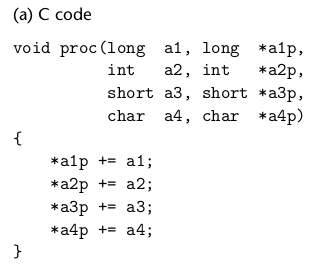 (a) C code
void proc(long  a1, long  *a1p,
          int   a2, int   *a2p,
          short a3, short *a3p,
          char  a4, char  *a4p)
{
    *a1p += a1;
    *a2p += a2;
    *a3p += a3;
    *a4p += a4;
}